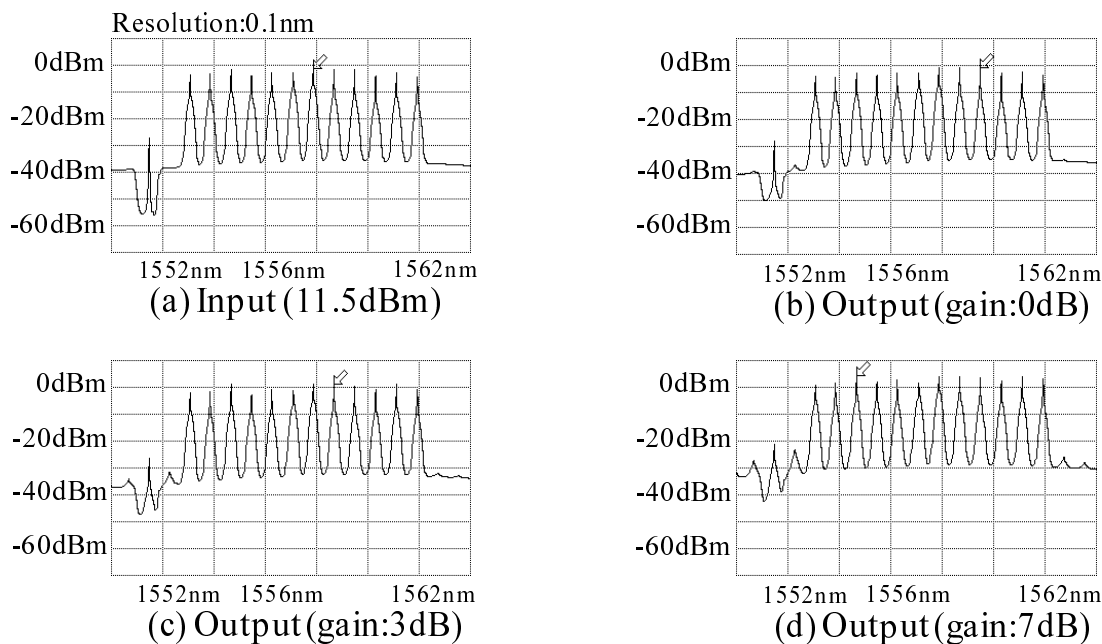 Resolution:0.1nm
0dBm
-20dBm
-40dBm
-60dBm
1552nm 1556nm 1562nm
(a) Input (11.5dBm)
0dBm
-20dBm
-40dBm
-60dBm
1552nm 1556nm 1562nm
(b) Output (gain:0dB)
0dBm
-20dBm
-40dBm
-60dBm
1552nm 1556nm 1562nm
(c) Output (gain:3dB)
0dBm
-20dBm
-40dBm
-60dBm
1552nm 1556nm 1562nm
(d) Output (gain:7dB)